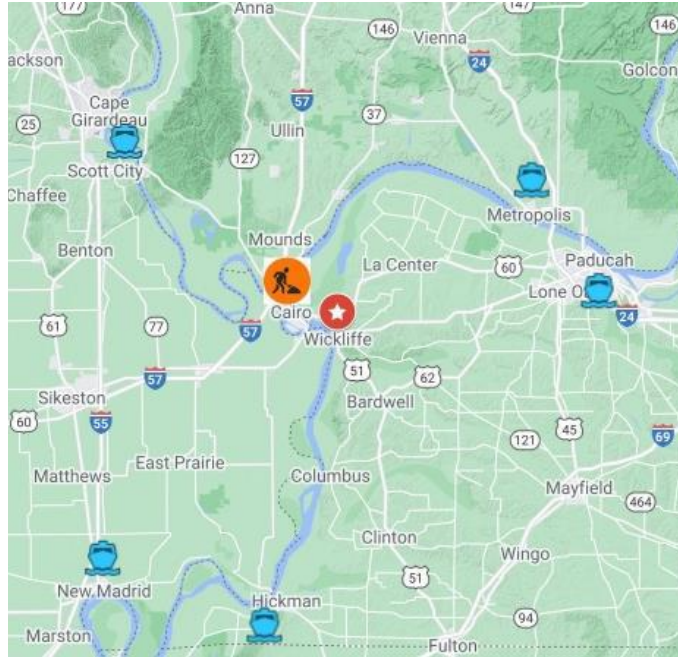 177
Anna
146
147
Vienna
146
ackson
24
Golcon
Cape
Girardeau
57
37
25
Ullin
127
Scott City
Chaffee
Metropolis
Mounds
Benton
La Center
60
Paducah
Lone O
Cairo
24
61
77
57
Wickliffe
51
57
62
Sikeston
Bardwell
60
55
121
45
69
East Prairie
Matthews
Columbus
Mayfield
464
Clinton
Wingo
51
New Madrid
Hickman
94
Marston
Fulton